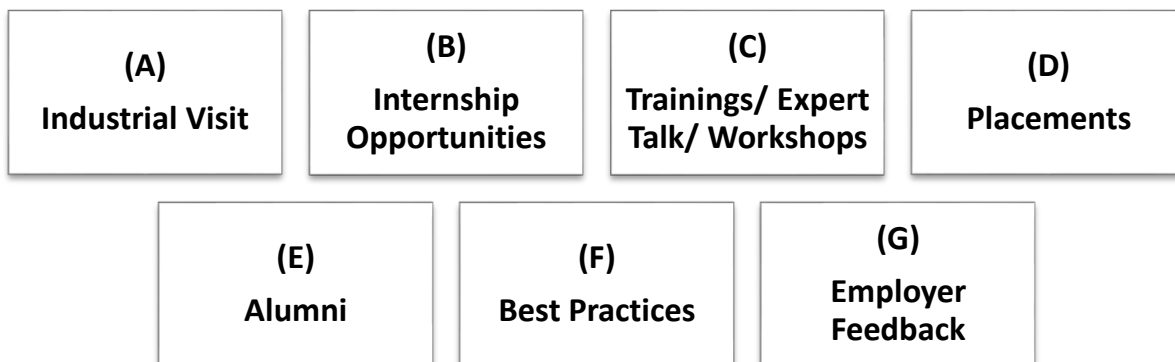 (A)
Industrial Visit
(B)
Internship
Opportunities
(C)
Trainings/ Expert
Talk/ Workshops
(D)
Placements
(E)
Alumni
(F)
Best Practices
(G)
Employer
Feedback